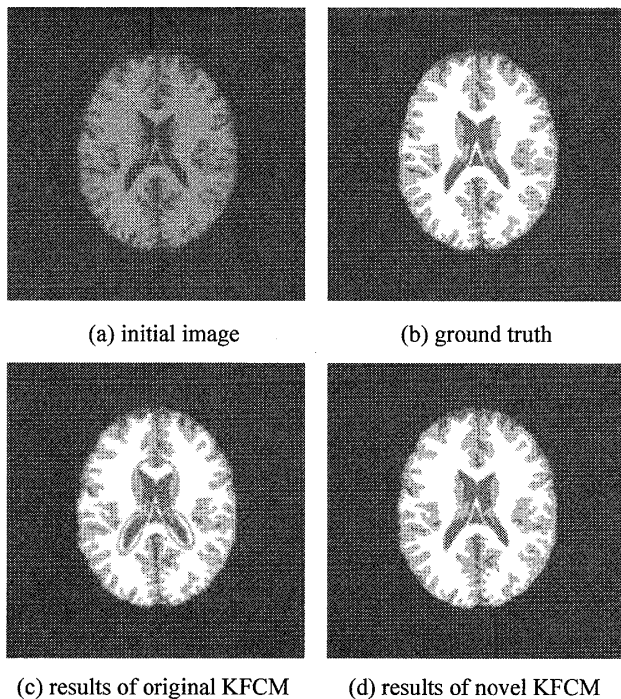 (a) initial image
(b) ground truth
(c) results of original KFCM
(d) results of novel KFCM